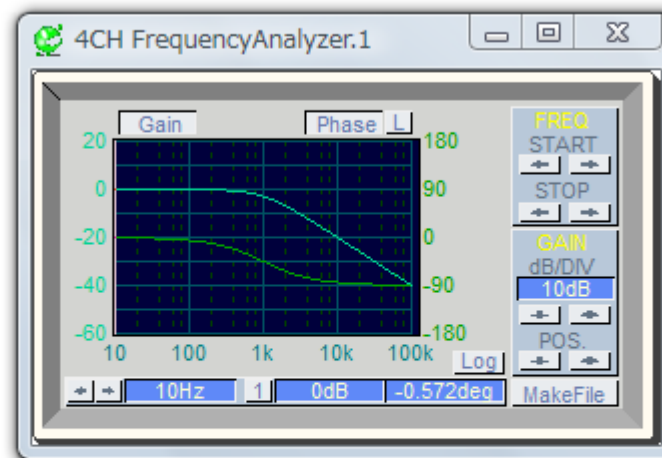 4CH FrequencyAnalyzer.1
Gain Phase L
FREQ
START
STOP
GAIN
dB/DIV
10dB
POS.
20 180
0 90
-20 0
-40 -90
-60 -180
10 100 1k 10k 100k
Log
10Hz 1 0dB -0.572deg MakeFile